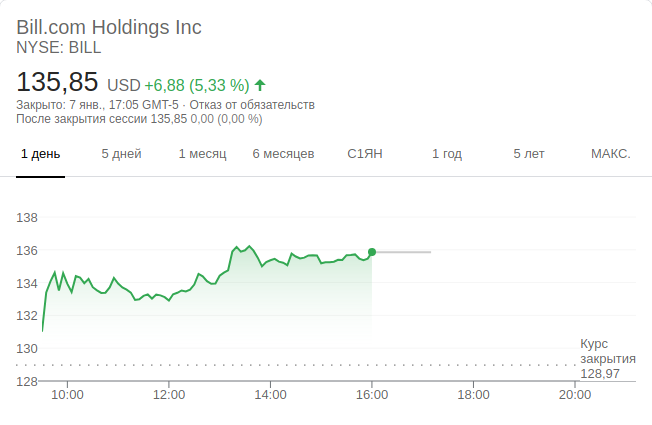 Bill.com Holdings Inc
NYSE: BILL
135,85 USD +6,88 (5,33 %)
Закрыто: 7 янв., 17:05 GMT-5 · Отказ от обязательств
После закрытия сессии 135,85 0,00 (0,00 %)
1 день 5 дней 1 месяц 6 месяцев С1ЯН 1 год 5 лет МАКС.
138
136
134
132
130
Курс
закрытия
128,97
128
10:00 12:00 14:00 16:00 18:00 20:00